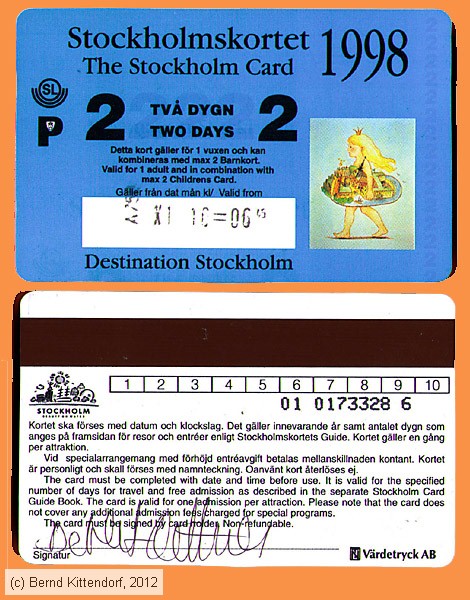 Stockholmskortet 1998
The Stockholm Card
SL
P
2 TVÅ DYGN 2
TWO DAYS
Detta kort gäller för 1 vuxen och kan
kombineras med max 2 Barnkort.
Valid for 1 adult and in combination with
max 2 Childrens Card.
Gäller från dat mån kl/ Valid from
Destination Stockholm
STOCKHOLM
1 2 3 4 5 6 7 8 9 10
01 0173328 6
Kortet ska förses med datum och klockslag. Det gäller innevarande år samt antalet dygn som
anges på framsidan för resor och entréer enligt Stockholmskortets Guide. Kortet gäller en gång
per attraktion.
Vid specialarrangemang med förhöjd entréavgift betalas mellanskillnaden kontant. Kortet
är personligt och skall förses med namnteckning. Oanvänt kort återlöses ej.
The card must be completed with date and time before use. It is valid for the specified
number of days for travel and free admission as described in the separate Stockholm Card
Guide Book. The card is valid for one admission per attraction. Please note that the card does
not cover any additional admission fees/charged for special programs.
The card must be signed by card holder. Non-refundable.
Signatur
Värdetryck AB
(c) Bernd Kittendorf, 2012